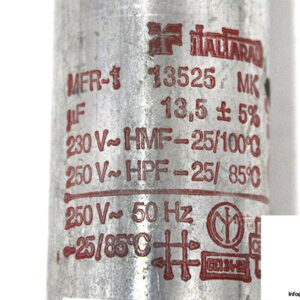 ITALFARAD
MFR-1 13525 MK
µF 13,5 ± 5%
230 V~ HMF-25/100°C
250 V~ HPF-25/ 85°C
250 V~ 50 Hz
-25/85°C